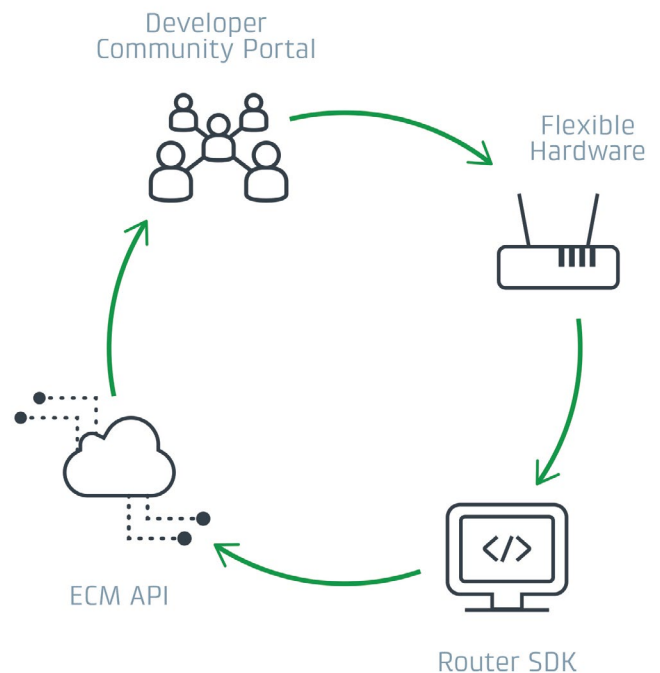 Developer
Community Portal
Flexible
Hardware
</>
ECM API
Router SDK